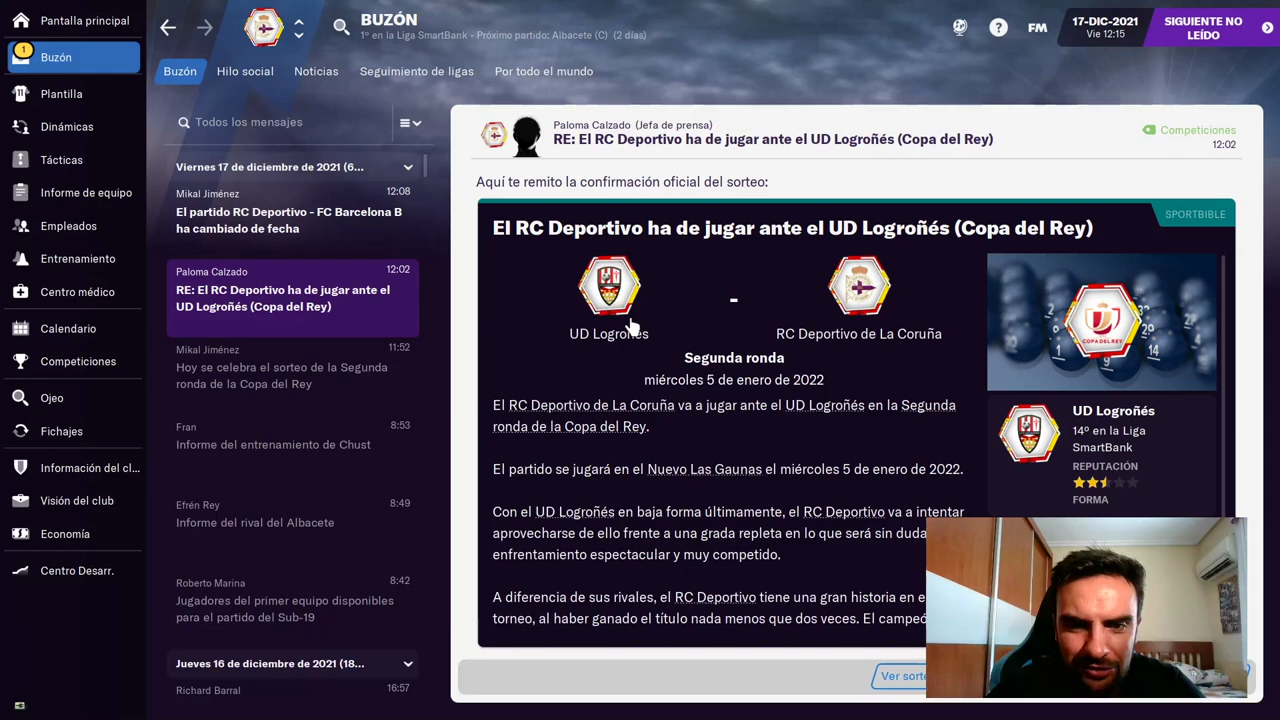 Pantalla principal
BUZÓN
1º en la Liga SmartBank - Próximo partido: Albacete (C) (2 días)
FM
17-DIC-2021
Vie 12:15
SIGUIENTE NO
LEÍDO
1
Buzón
Plantilla
Dinámicas
Tácticas
Informe de equipo
Empleados
Entrenamiento
Centro médico
Calendario
Competiciones
Ojeo
Fichajes
Información del cl...
Visión del club
Economía
Centro Desarr.
Buzón
Hilo social
Noticias
Seguimiento de ligas
Por todo el mundo
Todos los mensajes
Viernes 17 de diciembre de 2021 (6...
Mikal Jiménez 12:08
El partido RC Deportivo - FC Barcelona B
ha cambiado de fecha
Paloma Calzado 12:02
RE: El RC Deportivo ha de jugar ante el
UD Logroñés (Copa del Rey)
Mikal Jiménez 11:52
Hoy se celebra el sorteo de la Segunda
ronda de la Copa del Rey
Fran 8:53
Informe del entrenamiento de Chust
Efrén Rey 8:49
Informe del rival del Albacete
Roberto Marina 8:42
Jugadores del primer equipo disponibles
para el partido del Sub-19
Jueves 16 de diciembre de 2021 (18...
Richard Barral 16:57
Paloma Calzado (Jefa de prensa)
RE: El RC Deportivo ha de jugar ante el UD Logroñés (Copa del Rey)
Competiciones
12:02
Aquí te remito la confirmación oficial del sorteo:
SPORTBIBLE
El RC Deportivo ha de jugar ante el UD Logroñés (Copa del Rey)
-
UD Logroñés
RC Deportivo de La Coruña
Segunda ronda
miércoles 5 de enero de 2022
El RC Deportivo de La Coruña va a jugar ante el UD Logroñés en la Segunda
ronda de la Copa del Rey.
El partido se jugará en el Nuevo Las Gaunas el miércoles 5 de enero de 2022.
Con el UD Logroñés en baja forma últimamente, el RC Deportivo va a intentar
aprovecharse de ello frente a una grada repleta en lo que será sin duda
enfrentamiento espectacular y muy competido.
A diferencia de sus rivales, el RC Deportivo tiene una gran historia en e
torneo, al haber ganado el título nada menos que dos veces. El campeó
COPA DEL REY
UD Logroñés
14º en la Liga
SmartBank
REPUTACIÓN
FORMA
Ver sort